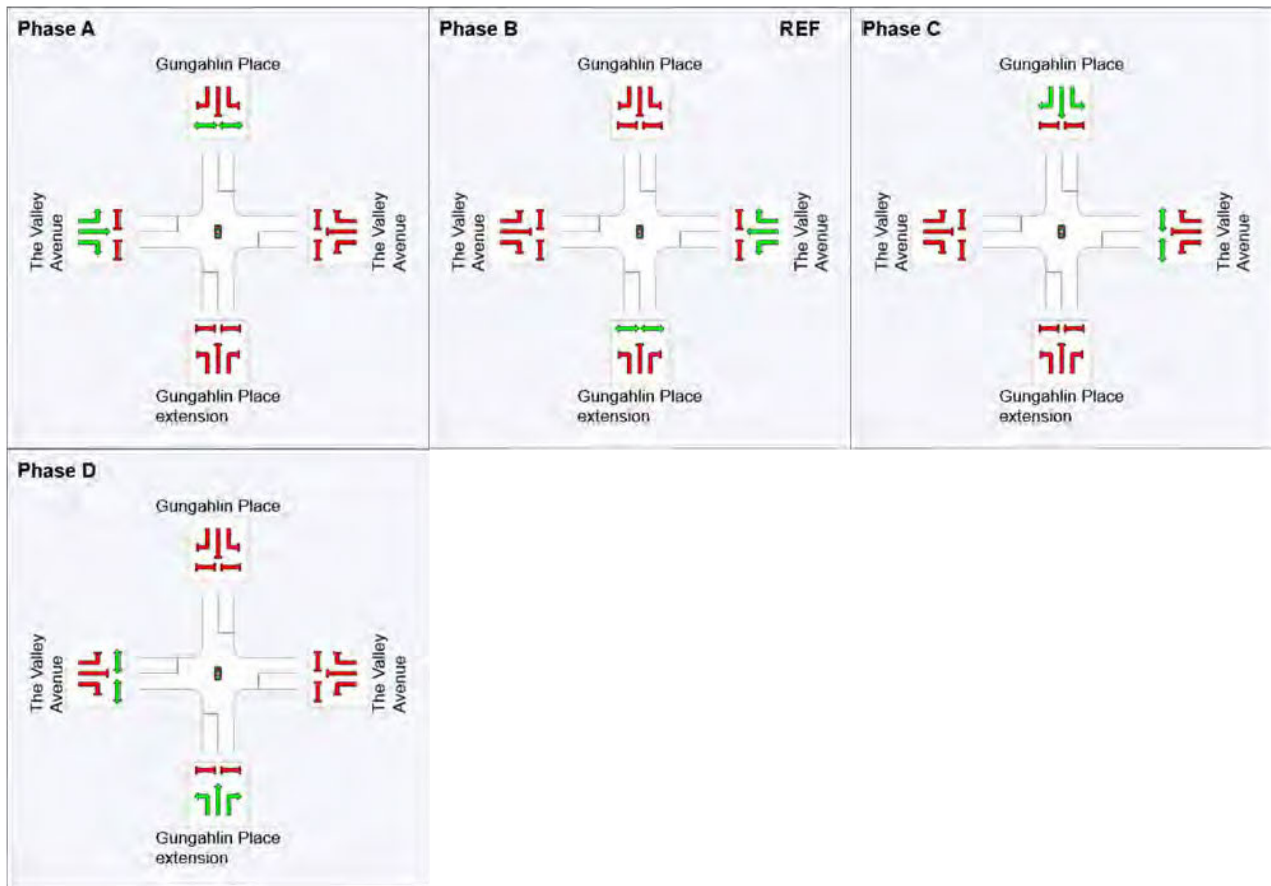 Phase A
Gungahlin Place
The Valley
Avenue
The Valley
Avenue
Gungahlin Place
extension
Phase B
REF
Gungahlin Place
The Valley
Avenue
The Valley
Avenue
Gungahlin Place
extension
Phase C
Gungahlin Place
The Valley
Avenue
The Valley
Avenue
Gungahlin Place
extension
Phase D
Gungahlin Place
The Valley
Avenue
The Valley
Avenue
Gungahlin Place
extension